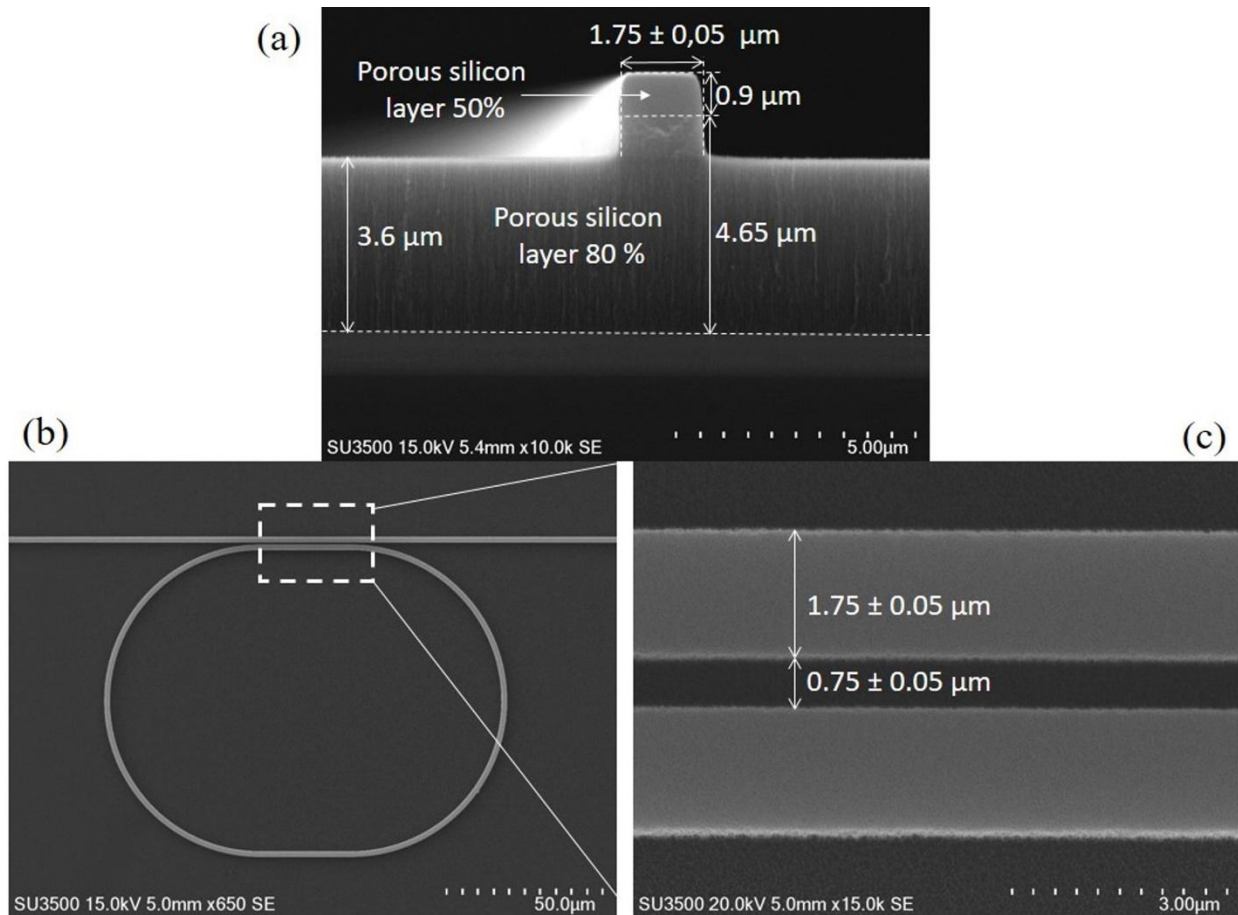 (a)
1.75 ± 0,05 μm
Porous silicon
layer 50%
0.9 μm
Porous silicon
layer 80 %
3.6 μm
4.65 μm
SU3500 15.0kV 5.4mm x10.0k SE
5.00μm
(b)
(c)
1.75 ± 0.05 μm
0.75 ± 0.05 μm
SU3500 15.0kV 5.0mm x650 SE
50.0μm
SU3500 20.0kV 5.0mm x15.0k SE
3.00μm